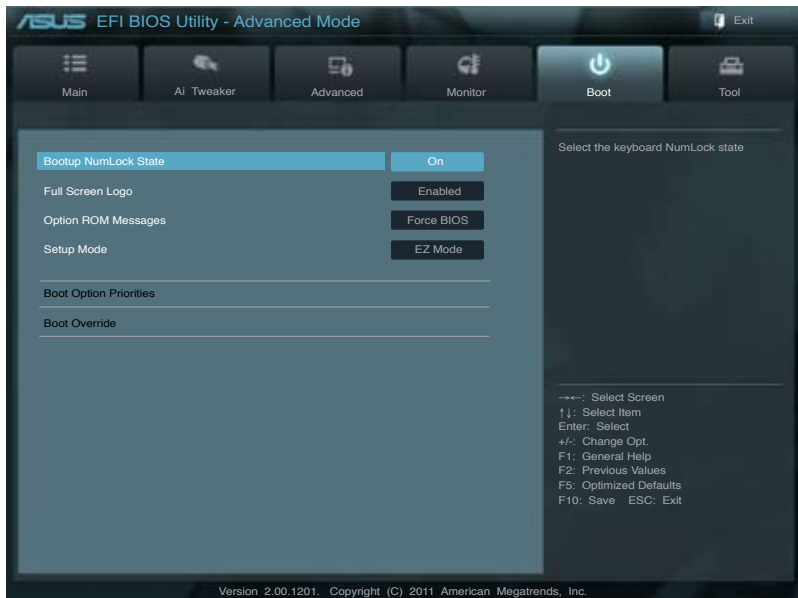 ASUS EFI BIOS Utility - Advanced Mode
Exit
Main
Ai Tweaker
Advanced
Monitor
Boot
Tool
Bootup NumLock State On
Full Screen Logo Enabled
Option ROM Messages Force BIOS
Setup Mode EZ Mode
Boot Option Priorities
Boot Override
Select the keyboard NumLock state
→←: Select Screen
↑↓: Select Item
Enter: Select
+/-: Change Opt.
F1: General Help
F2: Previous Values
F5: Optimized Defaults
F10: Save ESC: Exit
Version 2.00.1201. Copyright (C) 2011 American Megatrends, Inc.